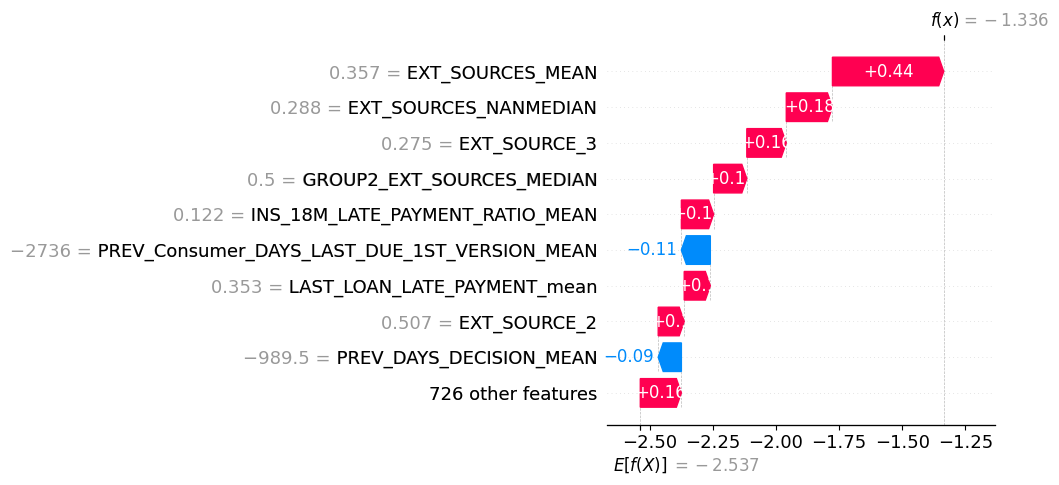 f(x) = −1.336
0.357 = EXT_SOURCES_MEAN
+0.44
0.288 = EXT_SOURCES_NANMEDIAN
+0.18
0.275 = EXT_SOURCE_3
+0.16
0.5 = GROUP2_EXT_SOURCES_MEDIAN
0.122 = INS_18M_LATE_PAYMENT_RATIO_MEAN
−2736 = PREV_Consumer_DAYS_LAST_DUE_1ST_VERSION_MEAN
−0.11
0.353 = LAST_LOAN_LATE_PAYMENT_mean
0.507 = EXT_SOURCE_2
−989.5 = PREV_DAYS_DECISION_MEAN
−0.09
726 other features
+0.16
−2.50 −2.25 −2.00 −1.75 −1.50 −1.25
E[f(X)] = −2.537